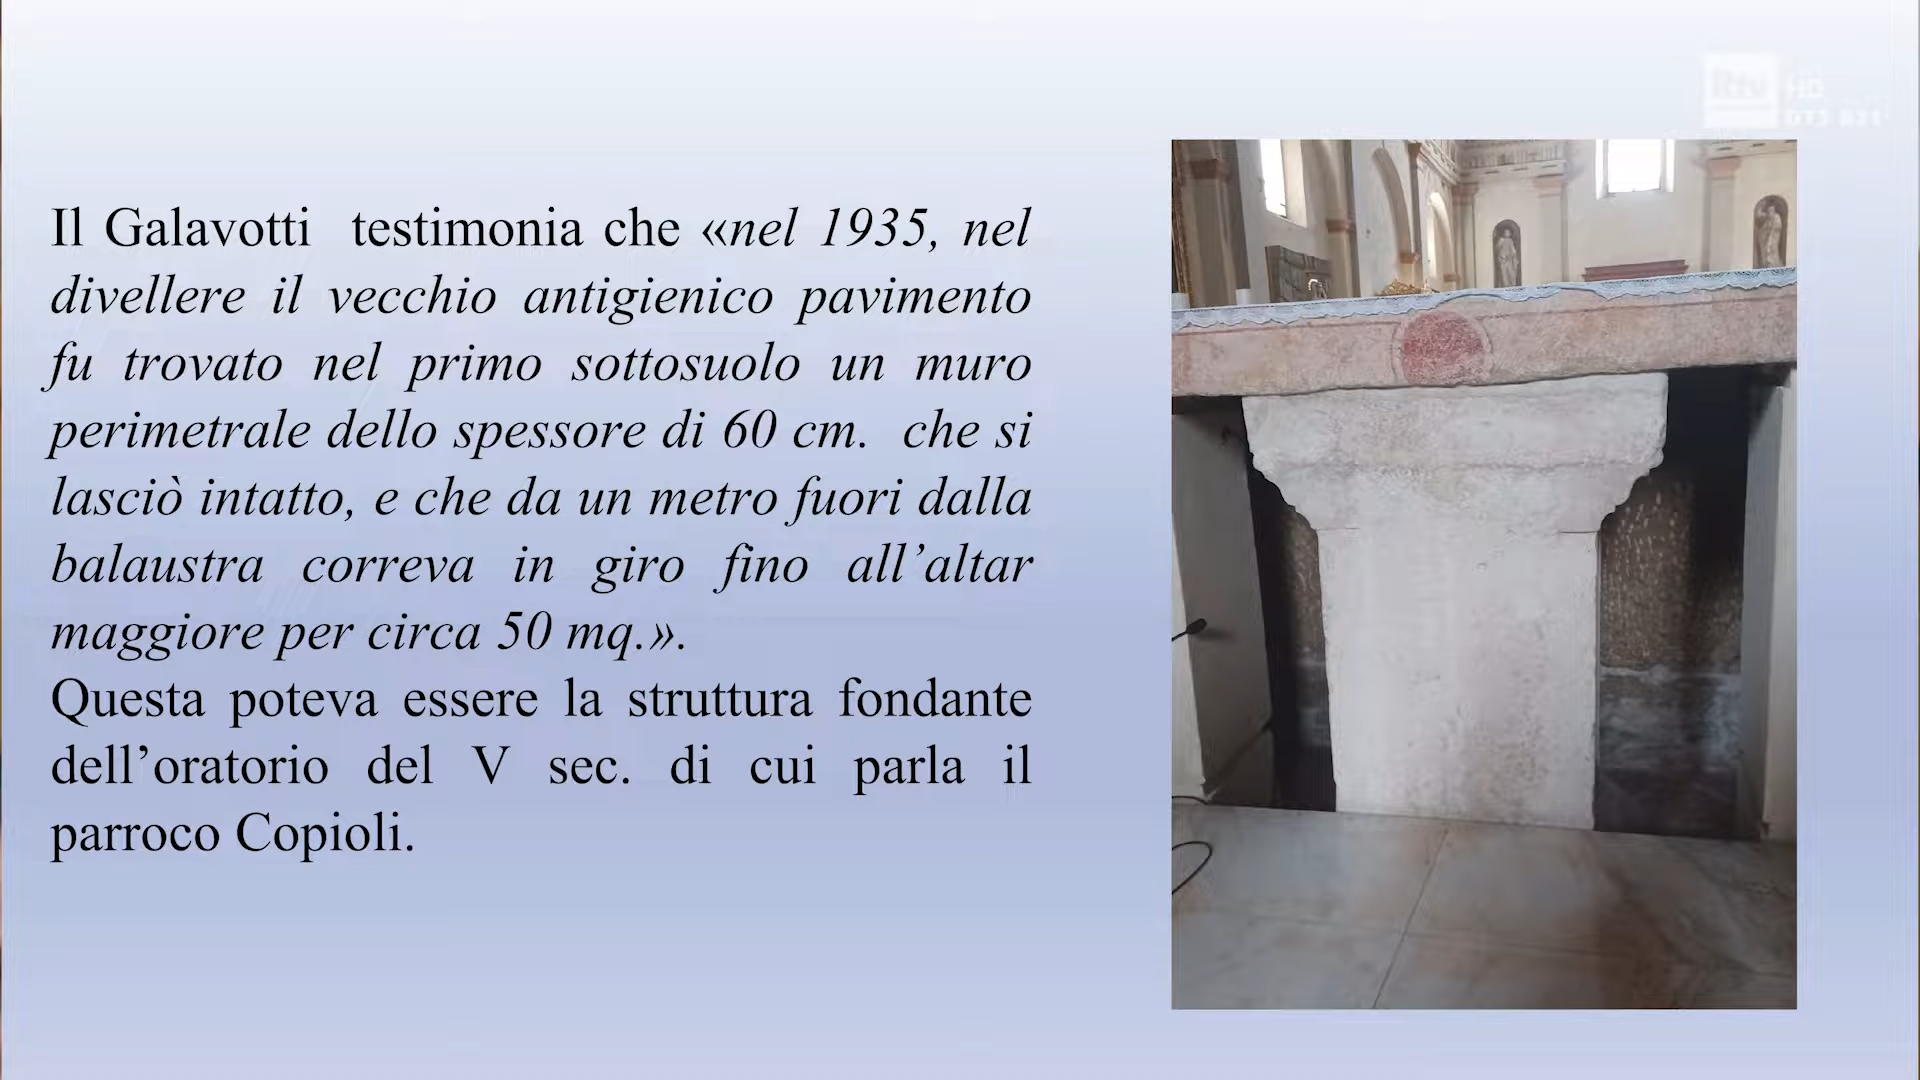 Il Galavotti  testimonia che «nel 1935, nel
divellere il vecchio antigienico pavimento
fu trovato nel primo sottosuolo un muro
perimetrale dello spessore di 60 cm.  che si
lasciò intatto, e che da un metro fuori dalla
balaustra correva in giro fino all’altar
maggiore per circa 50 mq.».
Questa poteva essere la struttura fondante
dell’oratorio del V sec. di cui parla il
parroco Copioli.
HD